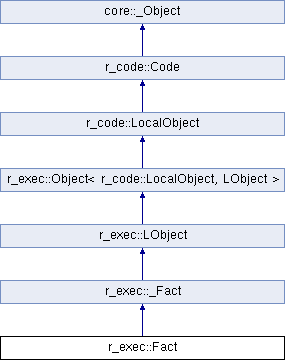 core::_Object
r_code::Code
r_code::LocalObject
r_exec::Object< r_code::LocalObject, LObject >
r_exec::LObject
r_exec::_Fact
r_exec::Fact